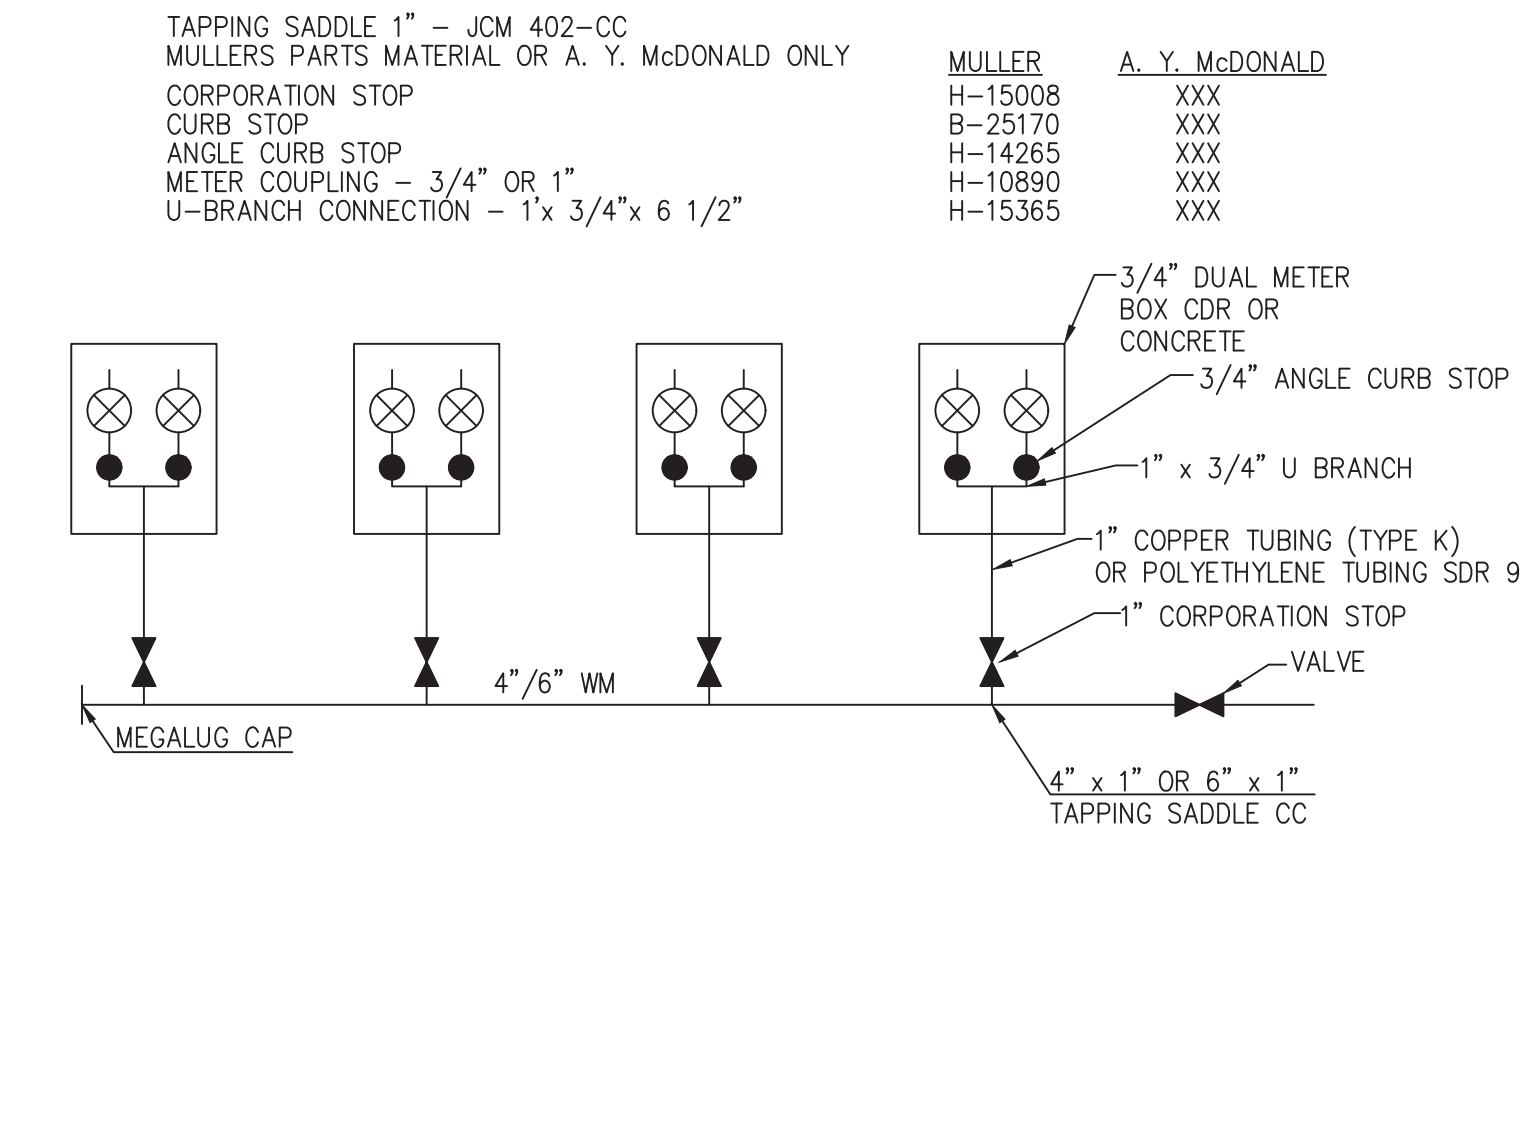 TAPPING SADDLE 1” – JCM 402–CC
MULLERS PARTS MATERIAL OR A. Y. McDONALD ONLY
MULLER A. Y. McDONALD
CORPORATION STOP H–15008 XXX
CURB STOP B–25170 XXX
ANGLE CURB STOP H–14265 XXX
METER COUPLING – 3/4” OR 1” H–10890 XXX
U–BRANCH CONNECTION – 1’x 3/4”x 6 1/2” H–15365 XXX
3/4” DUAL METER
BOX CDR OR
CONCRETE
3/4” ANGLE CURB STOP
1” x 3/4” U BRANCH
1” COPPER TUBING (TYPE K)
OR POLYETHYLENE TUBING SDR 9
1” CORPORATION STOP
VALVE
4”/6” WM
MEGALUG CAP
4” x 1” OR 6” x 1”
TAPPING SADDLE CC